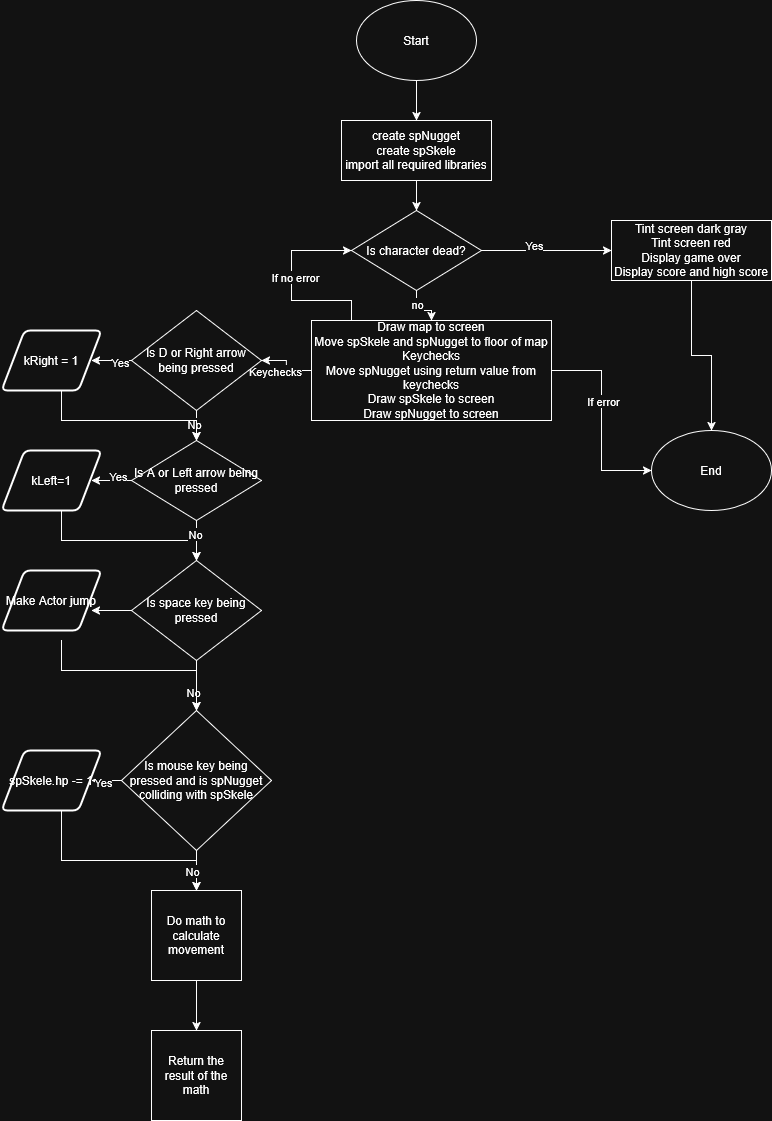 Start
create spNugget
create spSkele
import all required libraries
Is character dead?
Yes
Tint screen dark gray
Tint screen red
Display game over
Display score and high score
If no error
no
Draw map to screen
Move spSkele and spNugget to floor of map
Keychecks
Move spNugget using return value from
keychecks
Draw spSkele to screen
Draw spNugget to screen
If error
End
Keychecks
Is D or Right arrow
being pressed
Yes
kRight = 1
No
Is A or Left arrow being
pressed
Yes
kLeft=1
No
Is space key being
pressed
Make Actor jump
No
Is mouse key being
pressed and is spNugget
colliding with spSkele
Yes
spSkele.hp -= 1
No
Do math to
calculate
movement
Return the
result of the
math